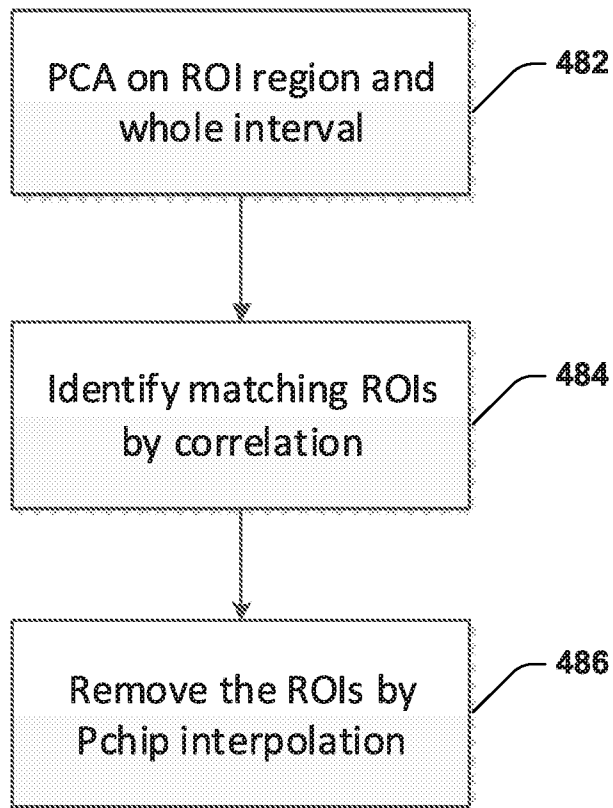 PCA on ROI region and
whole interval
482
Identify matching ROIs
by correlation
484
Remove the ROIs by
Pchip interpolation
486